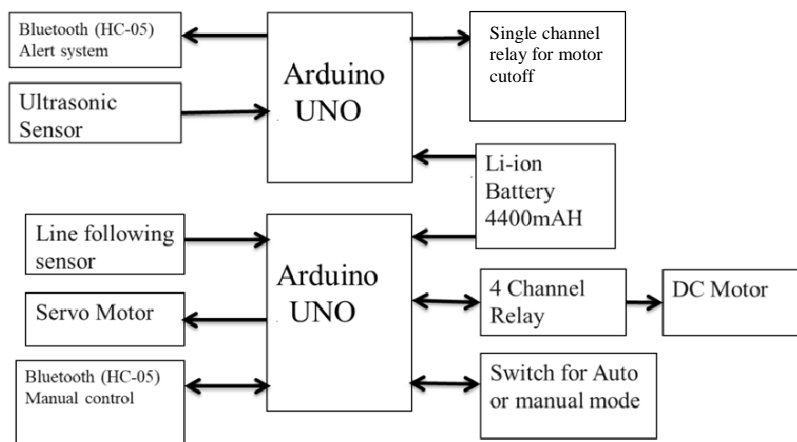 Bluetooth (HC-05)
Alert system
Ultrasonic
Sensor
Arduino
UNO
Single channel
relay for motor
cutoff
Li-ion
Battery
4400mAH
Line following
sensor
Servo Motor
Bluetooth (HC-05)
Manual control
Arduino
UNO
4 Channel
Relay
DC Motor
Switch for Auto
or manual mode